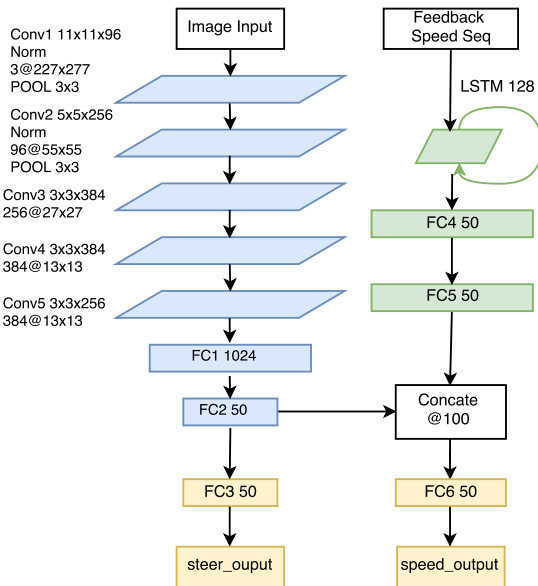 Conv1 11x11x96
Norm
3@227x277
POOL 3x3
Image Input
Feedback
Speed Seq
Conv2 5x5x256
Norm
96@55x55
POOL 3x3
LSTM 128
Conv3 3x3x384
256@27x27
FC4 50
Conv4 3x3x384
384@13x13
Conv5 3x3x256
384@13x13
FC5 50
FC1 1024
FC2 50
Concate
@100
FC3 50
FC6 50
steer_ouput
speed_output